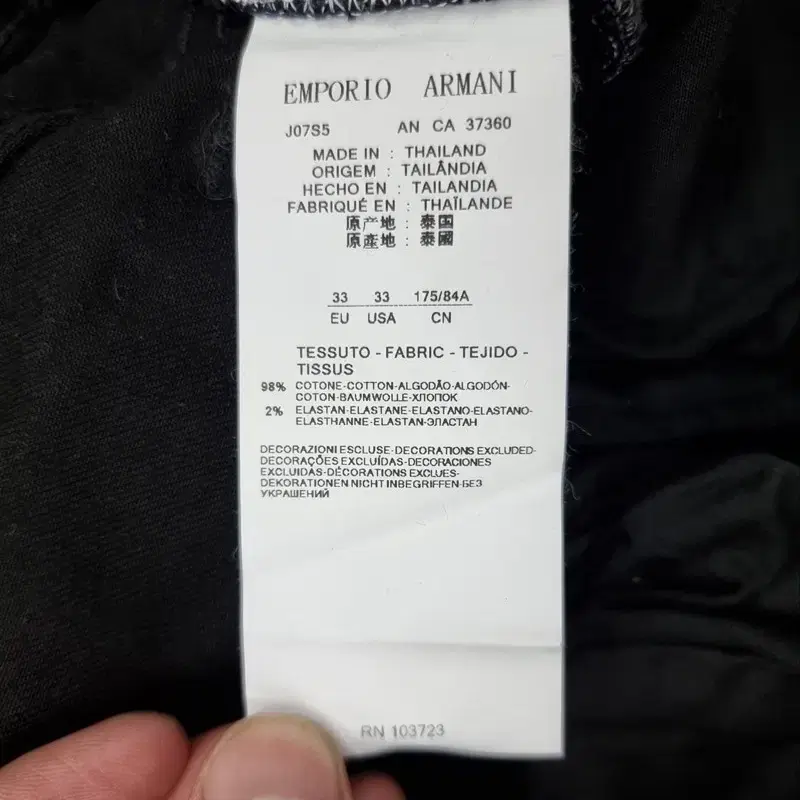 EMPORIO ARMANI
J07S5 AN CA 37360
MADE IN : THAILAND
ORIGEM : TAILÂNDIA
HECHO EN : TAILANDIA
FABRIQUÉ EN : THAÏLANDE
原产地 : 泰国
原產地 : 泰國
33 33 175/84A
EU USA CN
TESSUTO - FABRIC - TEJIDO -
TISSUS
98% COTONE-COTTON-ALGODÃO-ALGODÓN-
COTON-BAUMWOLLE-ХЛОПОК
2% ELASTAN-ELASTANE-ELASTANO-ELASTANO-
ELASTHANNE-ELASTAN-ЭЛАСТАН
DECORAZIONI ESCLUSE-DECORATIONS EXCLUDED-
DECORAÇÕES EXCLUÍDAS-DECORACIONES
EXCLUIDAS-DÉCORATIONS EXCLUES-
DEKORATIONEN NICHT INBEGRIFFEN-БЕЗ
УКРАШЕНИЙ
RN 103723